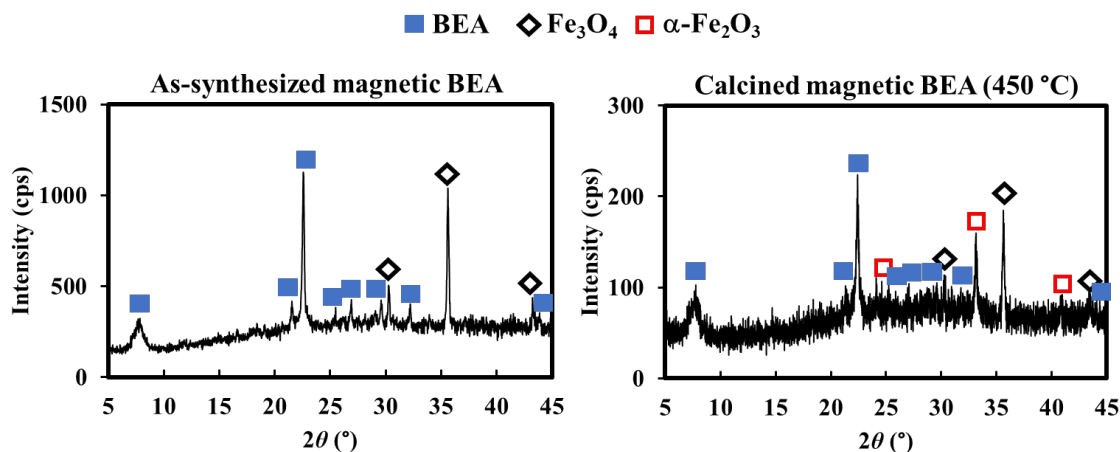 BEA Fe₃O₄ α-Fe₂O₃
As-synthesized magnetic BEA
1500
1000
500
0
Intensity (cps)
5 10 15 20 25 30 35 40 45
2θ (°)
Calcined magnetic BEA (450 °C)
300
200
100
0
Intensity (cps)
5 10 15 20 25 30 35 40 45
2θ (°)